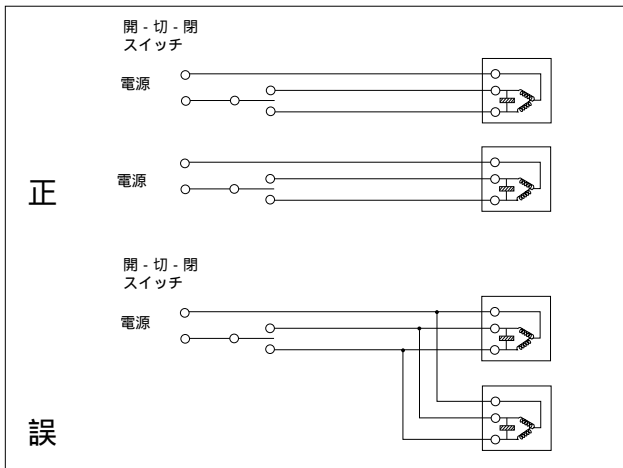 開 - 切 - 閉
スイッチ
電源
電源
正
開 - 切 - 閉
スイッチ
電源
誤